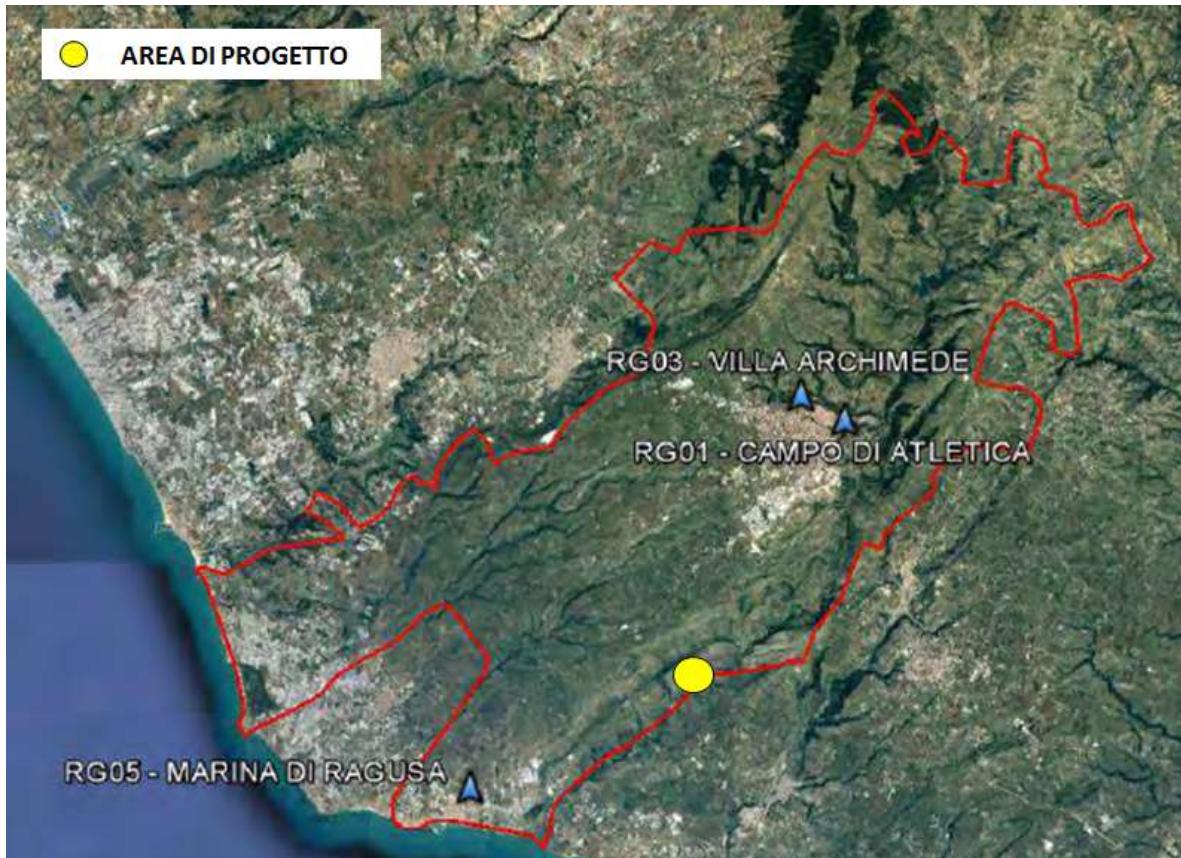 AREA DI PROGETTO
RG03 - VILLA ARCHIMEDE
RG01 - CAMPO DI ATLETICA
RG05 - MARINA DI RAGUSA